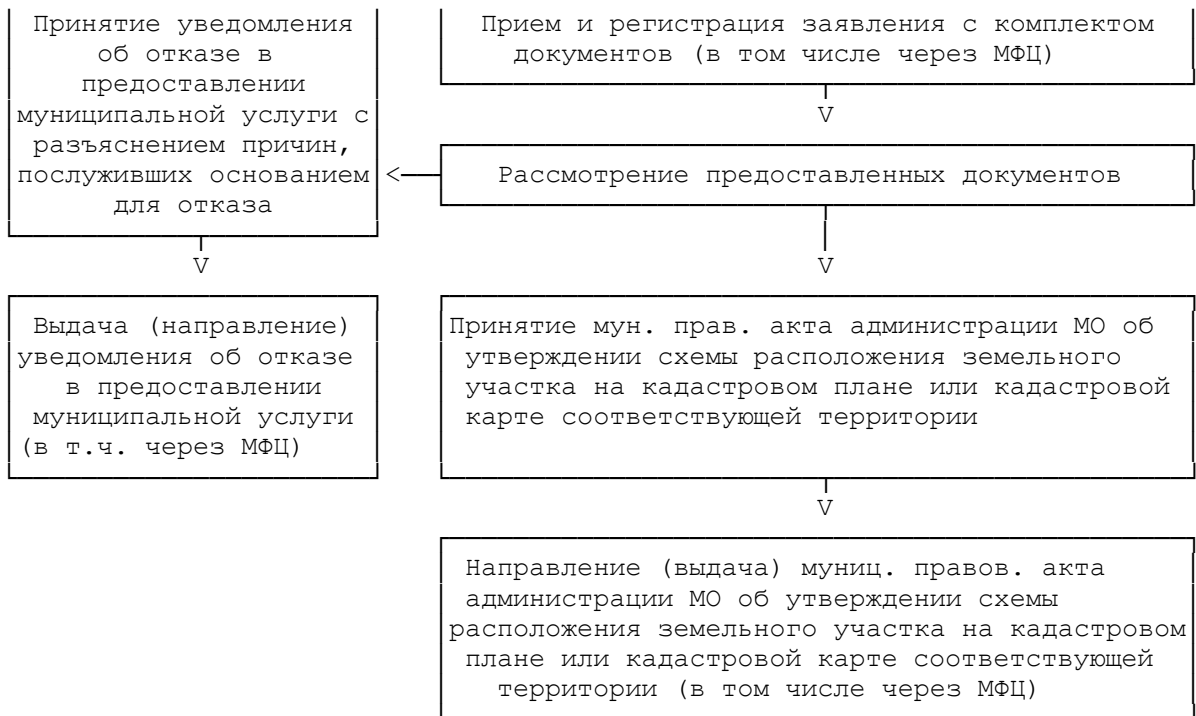 Принятие уведомления
об отказе в
предоставлении
муниципальной услуги с
разъяснением причин,
послуживших основанием
для отказа
Прием и регистрация заявления с комплектом
документов (в том числе через МФЦ)
V
<
Рассмотрение предоставленных документов
V
V
Выдача (направление)
уведомления об отказе
в предоставлении
муниципальной услуги
(в т.ч. через МФЦ)
Принятие мун. прав. акта администрации МО об
утверждении схемы расположения земельного
участка на кадастровом плане или кадастровой
карте соответствующей территории
V
Направление (выдача) муниц. правов. акта
администрации МО об утверждении схемы
расположения земельного участка на кадастровом
плане или кадастровой карте соответствующей
территории (в том числе через МФЦ)